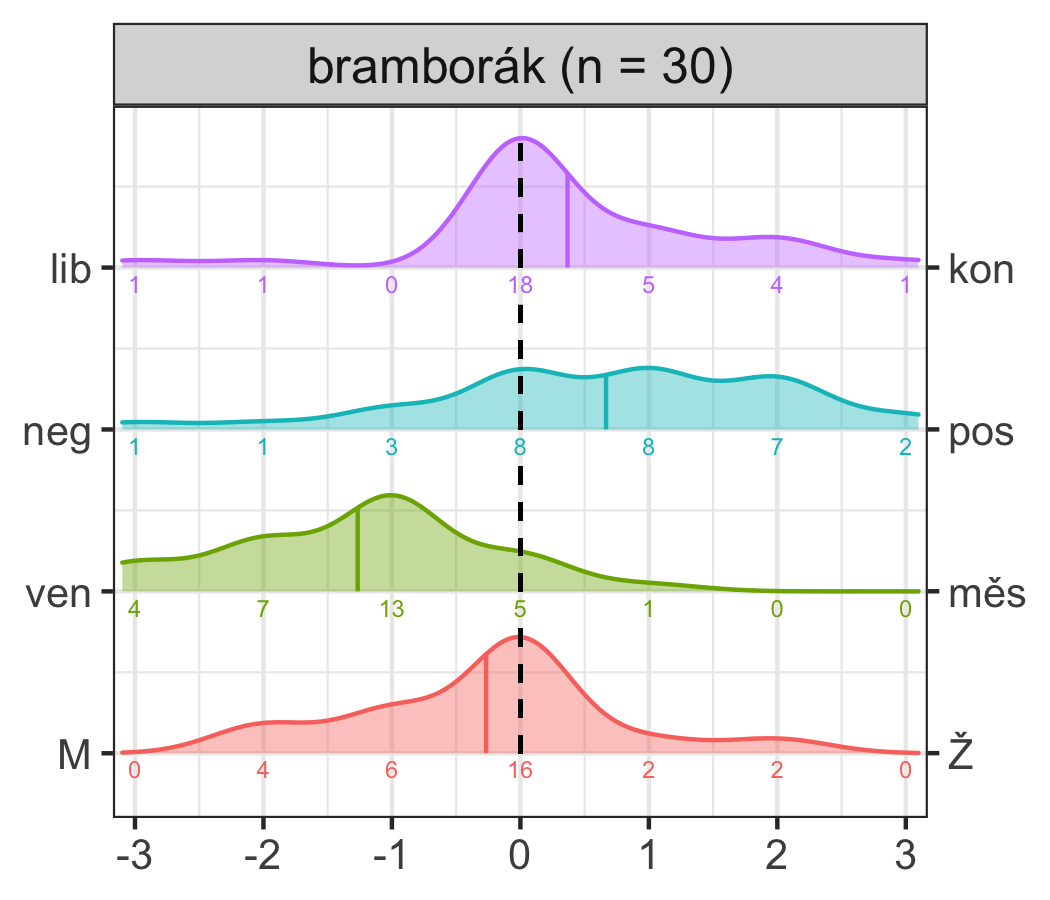 bramborák (n = 30)
lib kon
1 1 0 18 5 4 1
neg pos
1 1 3 8 8 7 2
ven měs
4 7 13 5 1 0 0
M Ž
0 4 6 16 2 2 0
-3 -2 -1 0 1 2 3